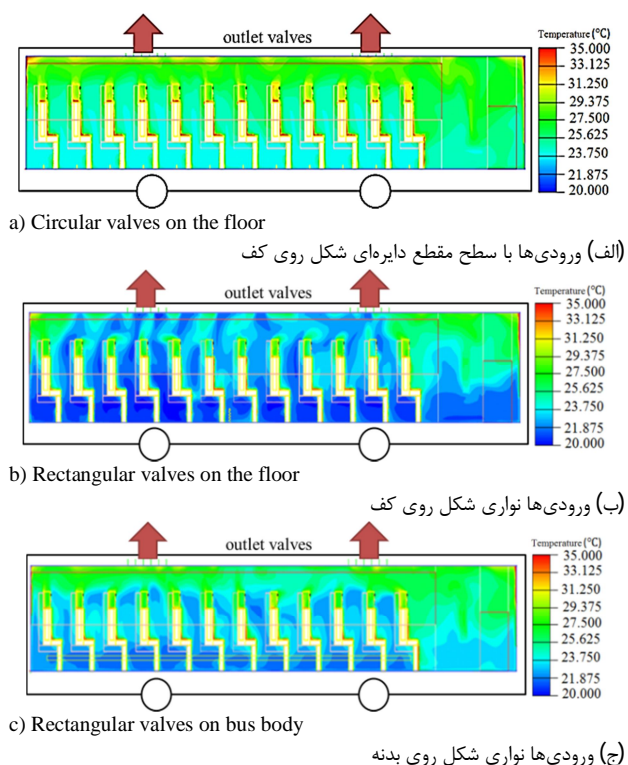 outlet valves
Temperature (°C)
35.000
33.125
31.250
29.375
27.500
25.625
23.750
21.875
20.000
a) Circular valves on the floor
الف) ورودی‌ها با سطح مقطع دایره‌ای شکل روی کف
outlet valves
Temperature (°C)
35.000
33.125
31.250
29.375
27.500
25.625
23.750
21.875
20.000
b) Rectangular valves on the floor
ب) ورودی‌ها نواری شکل روی کف
outlet valves
Temperature (°C)
35.000
33.125
31.250
29.375
27.500
25.625
23.750
21.875
20.000
c) Rectangular valves on bus body
ج) ورودی‌ها نواری شکل روی بدنه